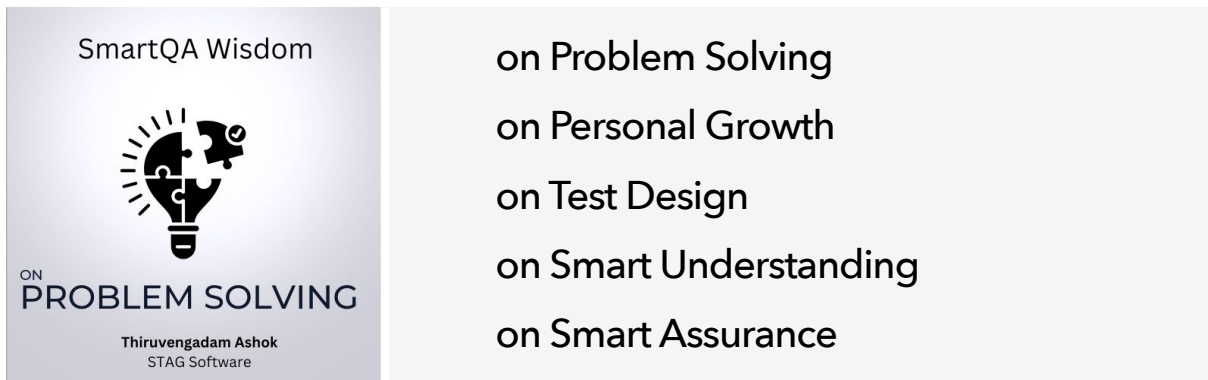 SmartQA Wisdom
ON
PROBLEM SOLVING
Thiruvengadam Ashok
STAG Software
on Problem Solving
on Personal Growth
on Test Design
on Smart Understanding
on Smart Assurance